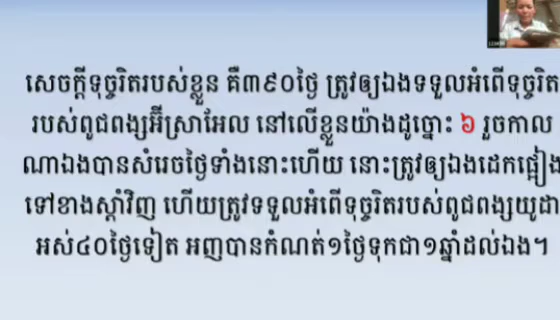 សេចក្ដីទុច្ចរិតរបស់ខ្លួន គឺ៣៩០ថ្ងៃ ត្រូវឲ្យឯងទទួលអំពើទុច្ចរិត
របស់ពូជពង្សអ៊ីស្រាអែល នៅលើខ្លួនយ៉ាងដូច្នោះ ៦ រួចកាល
ណាឯងបានសំរេចថ្ងៃទាំងនោះហើយ នោះត្រូវឲ្យឯងដេកផ្អៀង
ទៅខាងស្តាំវិញ ហើយត្រូវទទួលអំពើទុច្ចរិតរបស់ពូជពង្សយូដា
អស់៤០ថ្ងៃទៀត អញបានកំណត់១ថ្ងៃទុកជា១ឆ្នាំដល់ឯង។